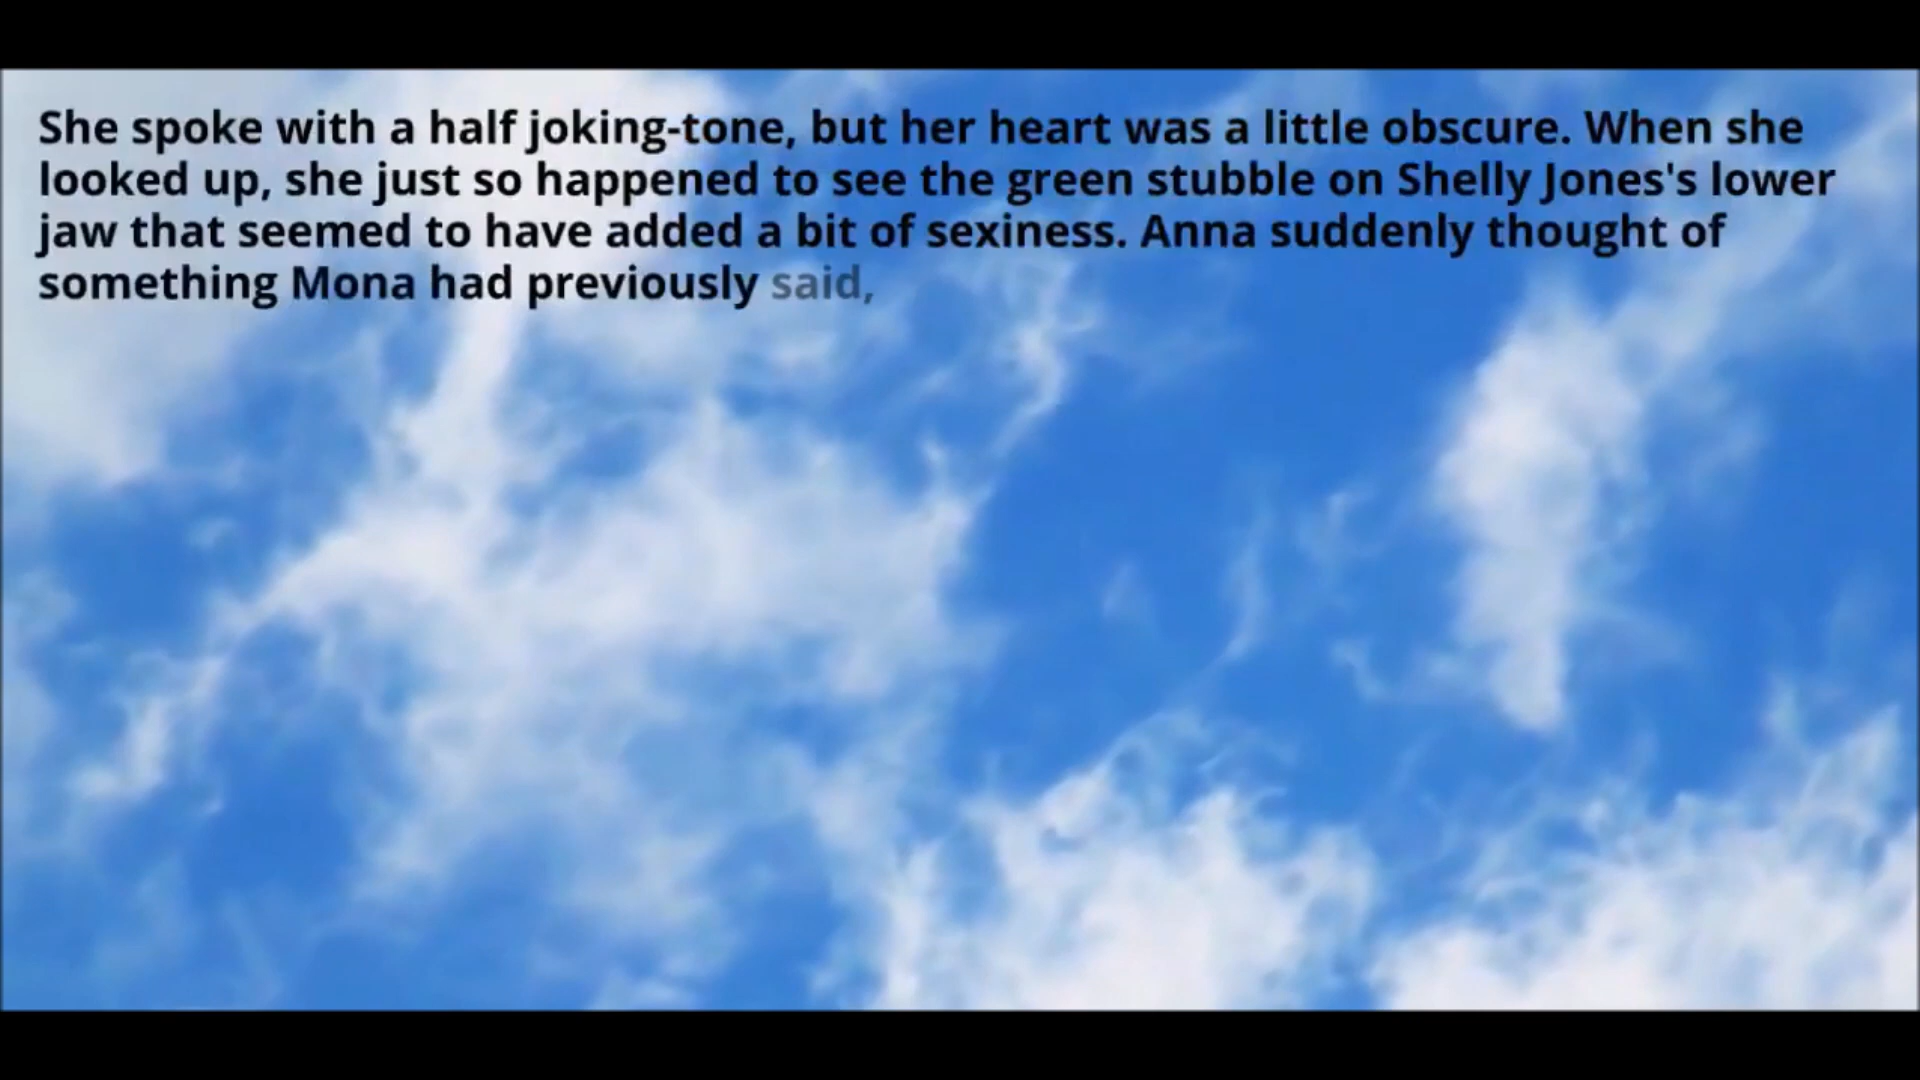 She spoke with a half joking-tone, but her heart was a little obscure. When she
looked up, she just so happened to see the green stubble on Shelly Jones's lower
jaw that seemed to have added a bit of sexiness. Anna suddenly thought of
something Mona had previously said,